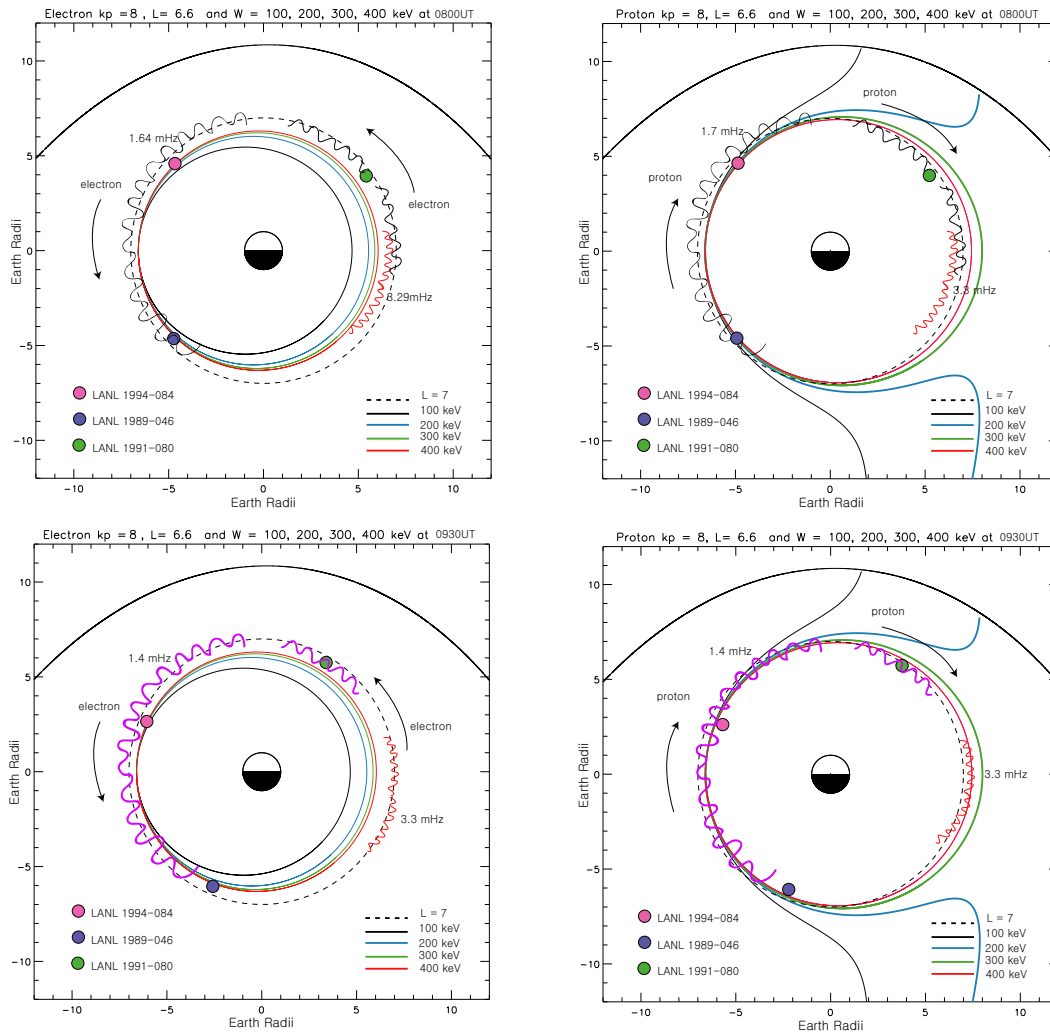 Electron kp = 8 , L= 6.6 and W = 100, 200, 300, 400 keV at 0800UT
10
5
0
-5
-10
Earth Radii
1.64 mHz
electron
electron
3.29mHz
LANL 1994-084
LANL 1989-046
LANL 1991-080
L = 7
100 keV
200 keV
300 keV
400 keV
-10 -5 0 5 10
Earth Radii
Proton kp = 8, L= 6.6 and W = 100, 200, 300, 400 keV at 0800UT
10
5
0
-5
-10
Earth Radii
proton
1.7 mHz
proton
3.3 mHz
LANL 1994-084
LANL 1989-046
LANL 1991-080
L = 7
100 keV
200 keV
300 keV
400 keV
-10 -5 0 5 10
Earth Radii
Electron kp = 8 , L= 6.6 and W = 100, 200, 300, 400 keV at 0930UT
10
5
0
-5
-10
Earth Radii
1.4 mHz
electron
electron
3.3 mHz
LANL 1994-084
LANL 1989-046
LANL 1991-080
L = 7
100 keV
200 keV
300 keV
400 keV
-10 -5 0 5 10
Earth Radii
Proton kp = 8, L= 6.6 and W = 100, 200, 300, 400 keV at 0930UT
10
5
0
-5
-10
Earth Radii
proton
1.4 mHz
proton
3.3 mHz
LANL 1994-084
LANL 1989-046
LANL 1991-080
L = 7
100 keV
200 keV
300 keV
400 keV
-10 -5 0 5 10
Earth Radii